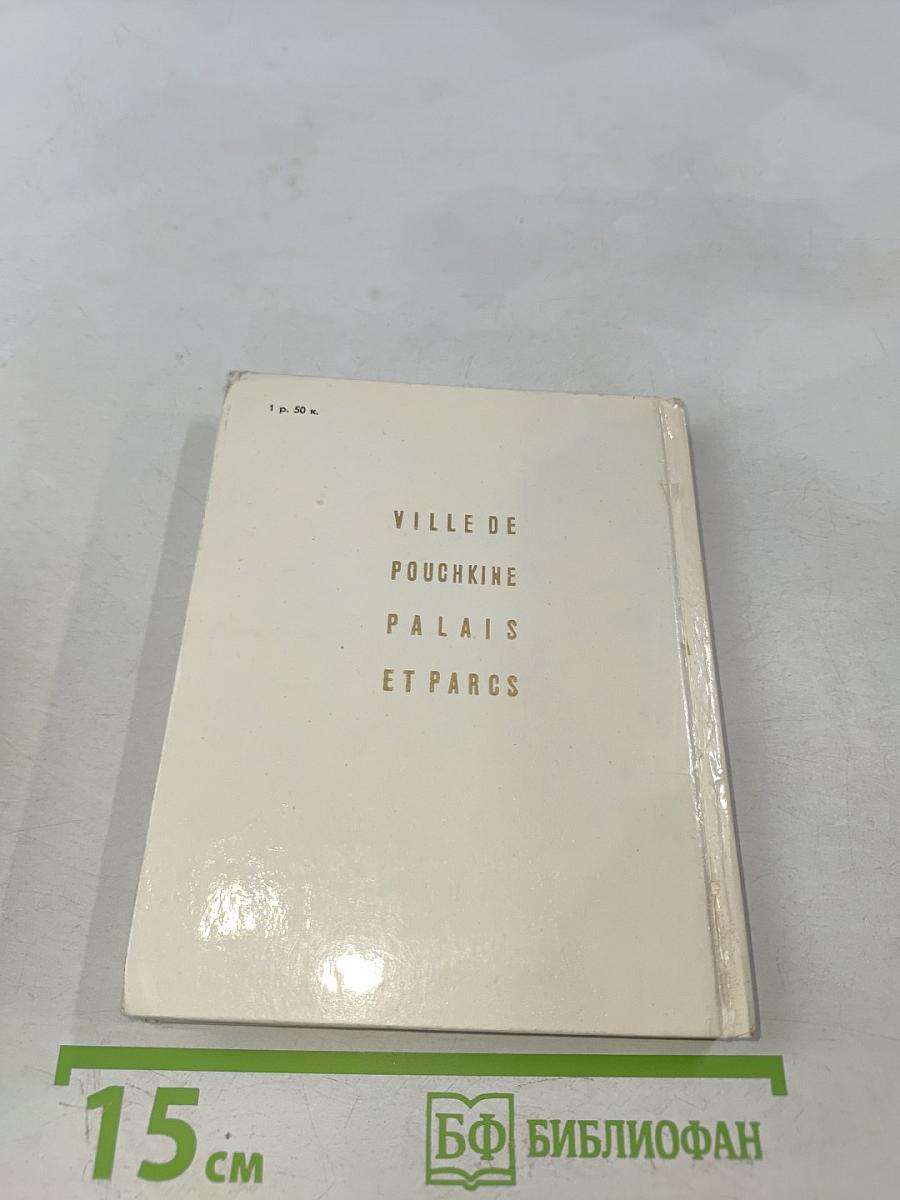 1 р. 50 к.
VILLE DE
POUCHKINE
PALAIS
ET PARCS
15 см
БФ БИБЛИОФАН